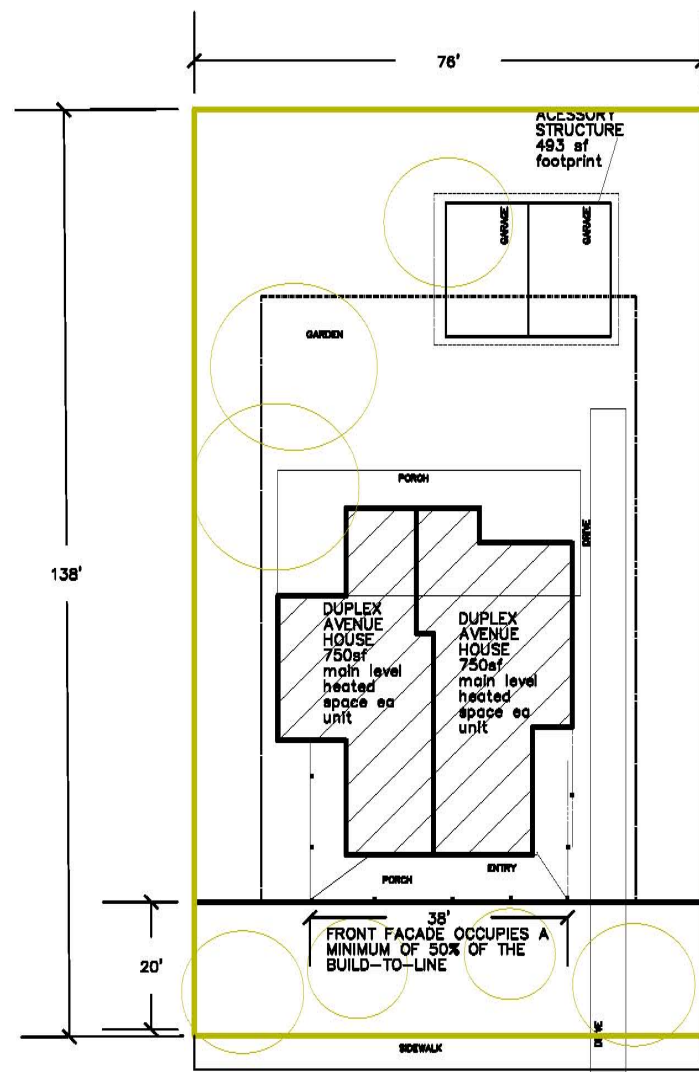 76'
ACESSORY
STRUCTURE
493 sf
footprint
GARAGE
GARAGE
GARDEN
PORCH
DRIVE
138'
DUPLEX
AVENUE
HOUSE
750sf
main level
heated
space ea
unit
DUPLEX
AVENUE
HOUSE
750sf
main level
heated
space ea
unit
ENTRY
PORCH
38'
FRONT FACADE OCCUPIES A
MINIMUM OF 50% OF THE
BUILD-TO-LINE
20'
DRIVE
SIDEWALK